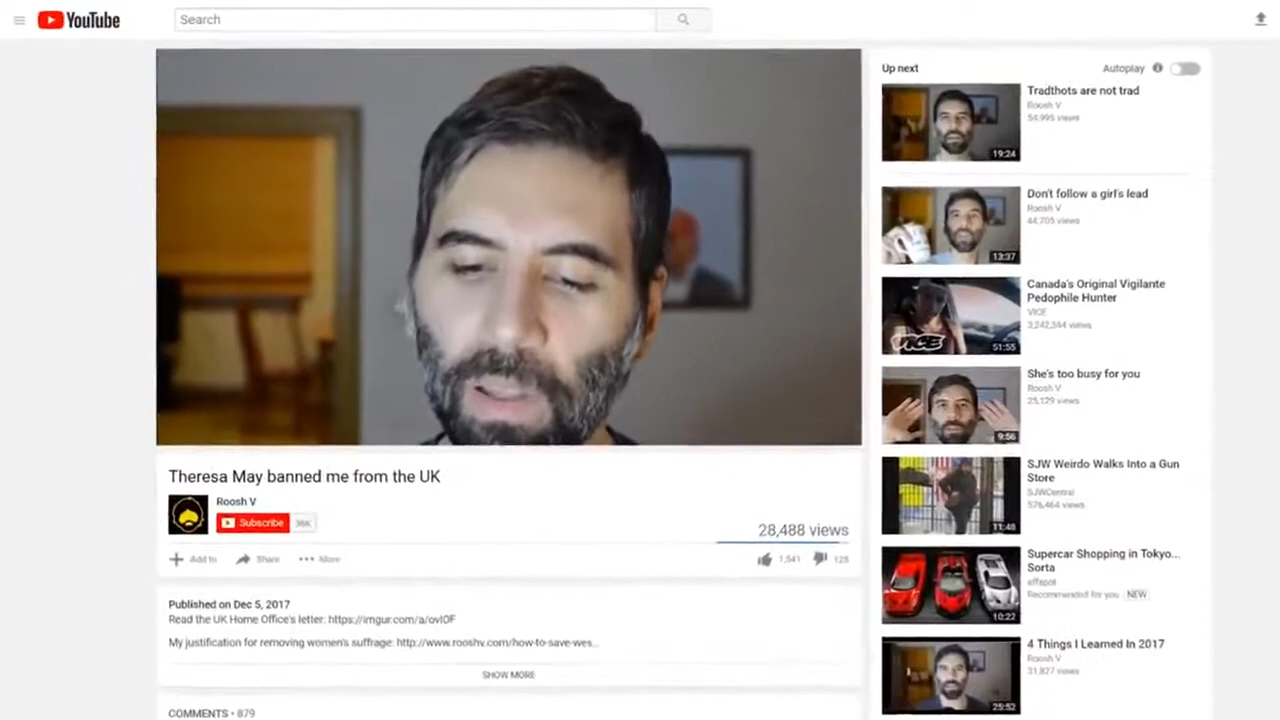 YouTube
Search
Theresa May banned me from the UK
Roosh V
Subscribe 36K
28,488 views
Add to Share More
1,541 125
Published on Dec 5, 2017
Read the UK Home Office's letter: https://imgur.com/a/ovI0F
My justification for removing women's suffrage: http://www.rooshv.com/how-to-save-wes...
SHOW MORE
COMMENTS • 879
Up next
Autoplay
Tradthots are not trad
Roosh V
54,995 views
19:24
Don't follow a girl's lead
Roosh V
44,705 views
13:37
Canada's Original Vigilante
Pedophile Hunter
VICE
3,242,344 views
VICE
51:55
She's too busy for you
Roosh V
25,129 views
9:56
SJW Weirdo Walks Into a Gun
Store
SJWCentral
576,464 views
11:48
Supercar Shopping in Tokyo...
Sorta
effspot
Recommended for you NEW
10:22
4 Things I Learned In 2017
Roosh V
31,827 views
25:52